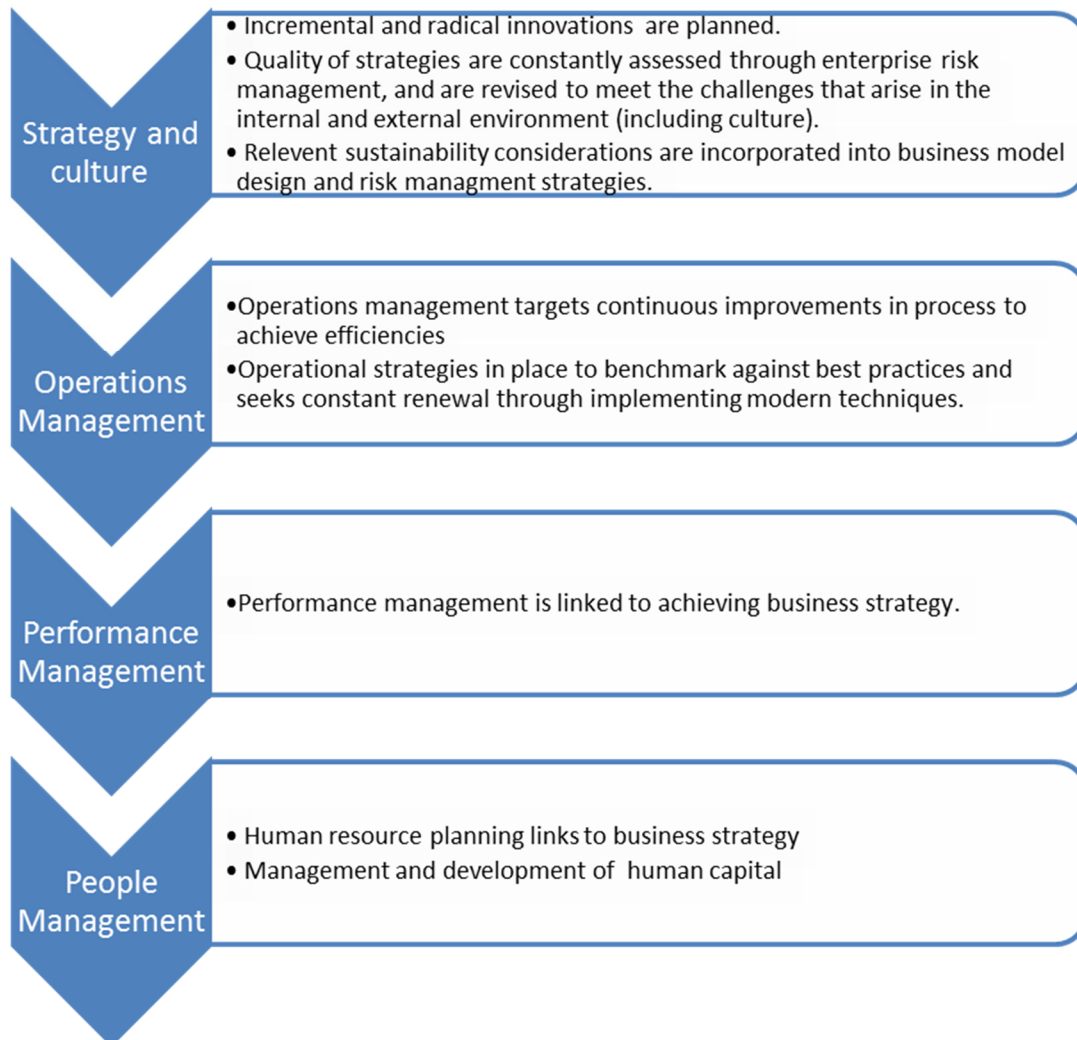 Strategy and
culture
• Incremental and radical innovations are planned.
• Quality of strategies are constantly assessed through enterprise risk
management, and are revised to meet the challenges that arise in the
internal and external environment (including culture).
• Relevent sustainability considerations are incorporated into business model
design and risk managment strategies.
Operations
Management
•Operations management targets continuous improvements in process to
achieve efficiencies
•Operational strategies in place to benchmark against best practices and
seeks constant renewal through implementing modern techniques.
Performance
Management
•Performance management is linked to achieving business strategy.
People
Management
• Human resource planning links to business strategy
• Management and development of human capital